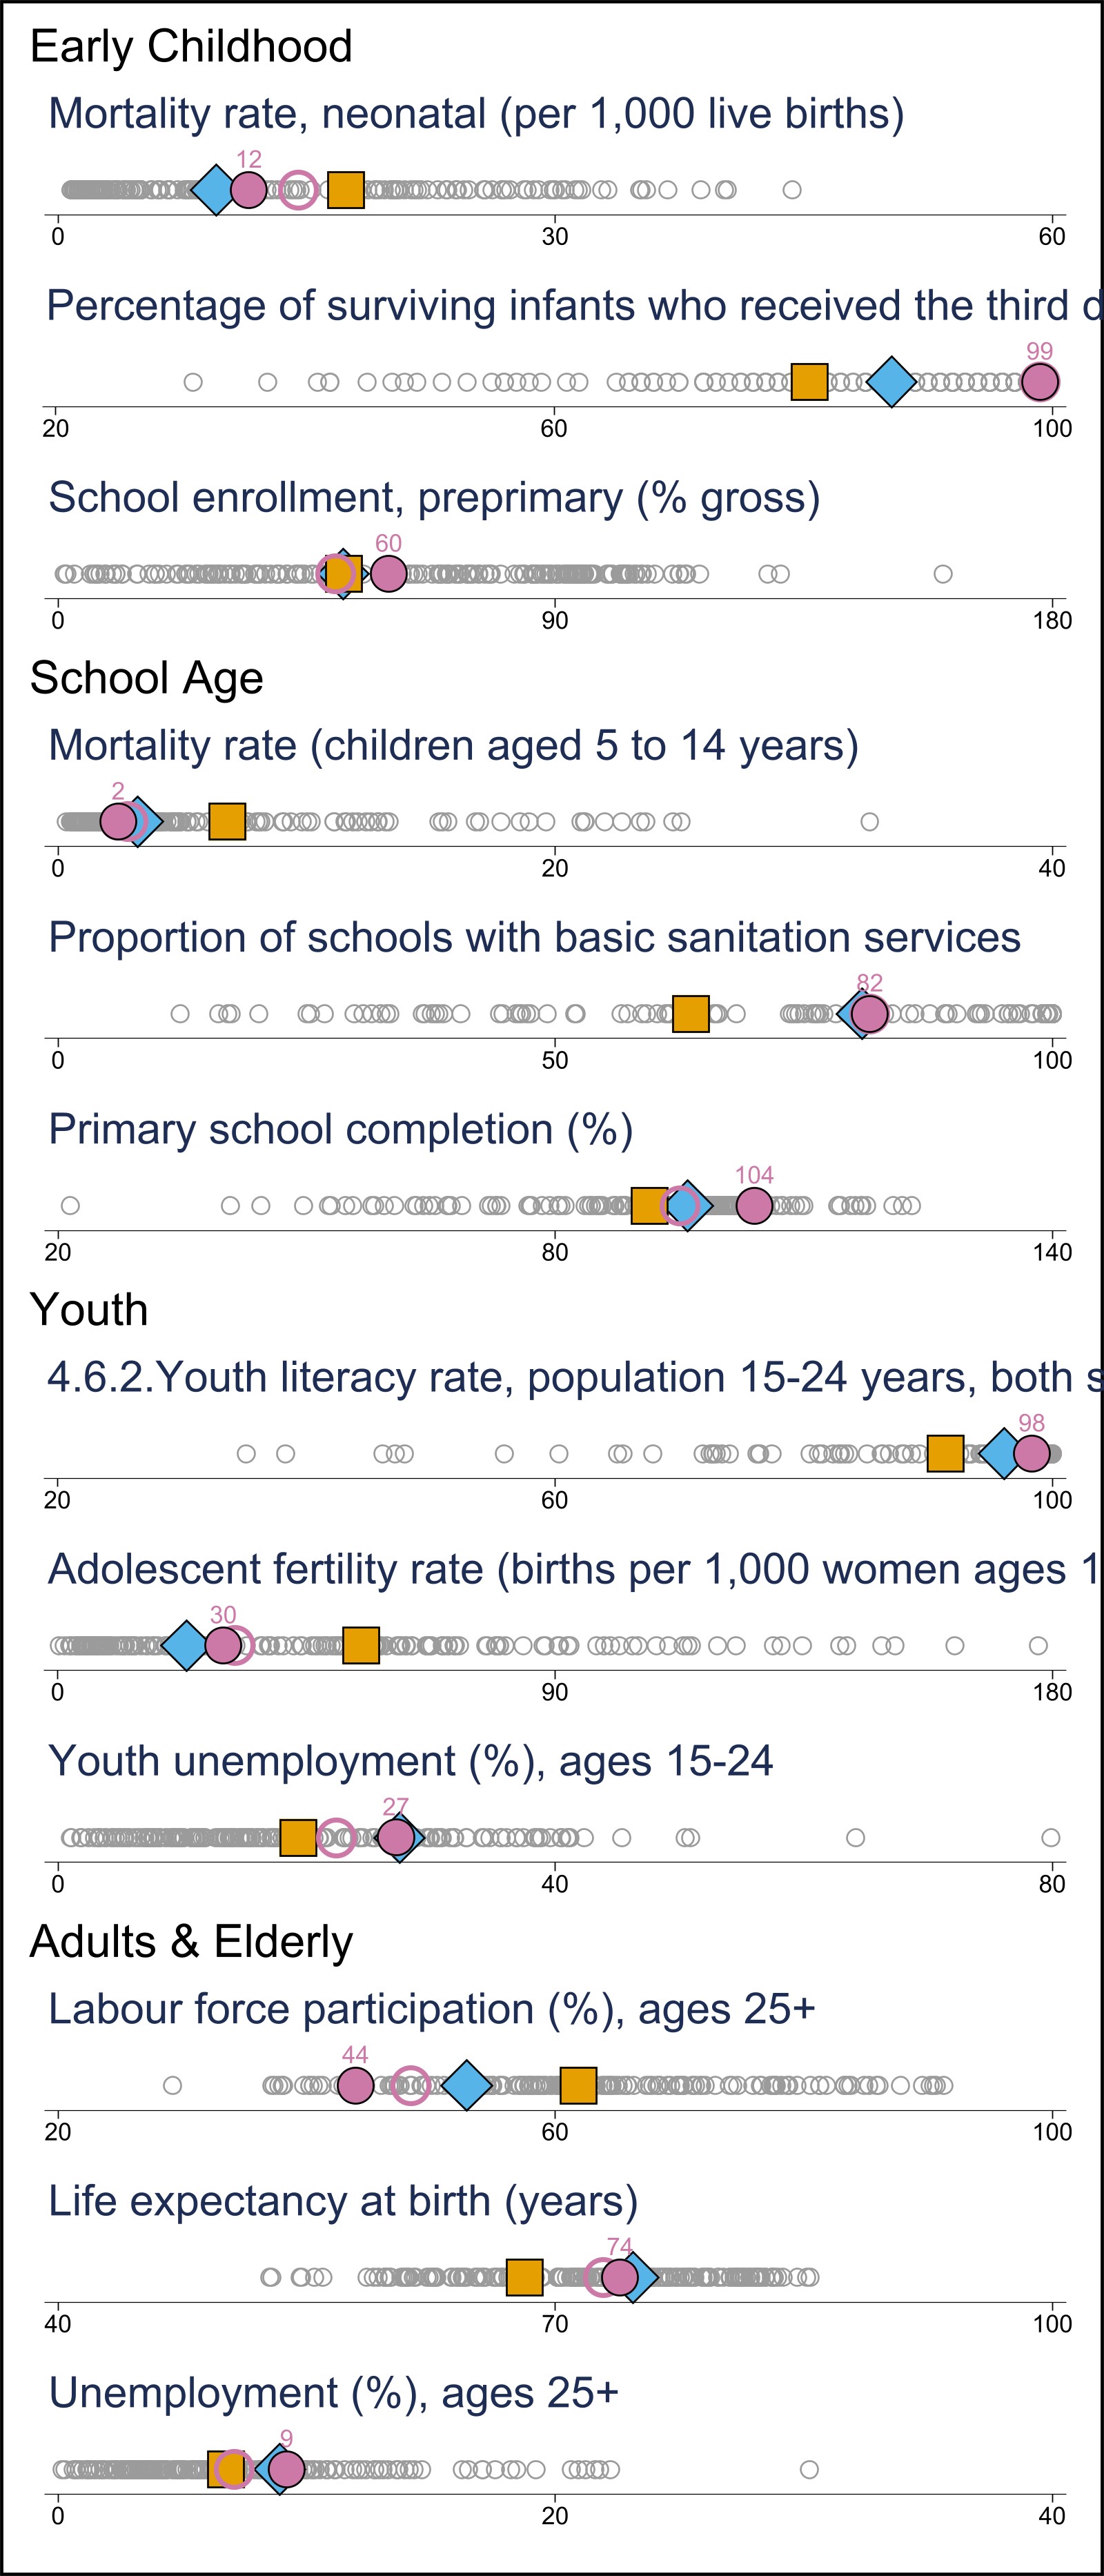 Early Childhood
Mortality rate, neonatal (per 1,000 live births)
12
0 30 60
Percentage of surviving infants who received the third d
99
20 60 100
School enrollment, preprimary (% gross)
60
0 90 180
School Age
Mortality rate (children aged 5 to 14 years)
2
0 20 40
Proportion of schools with basic sanitation services
82
0 50 100
Primary school completion (%)
104
20 80 140
Youth
4.6.2.Youth literacy rate, population 15-24 years, both s
98
20 60 100
Adolescent fertility rate (births per 1,000 women ages 1
30
0 90 180
Youth unemployment (%), ages 15-24
27
0 40 80
Adults & Elderly
Labour force participation (%), ages 25+
44
20 60 100
Life expectancy at birth (years)
74
40 70 100
Unemployment (%), ages 25+
9
0 20 40